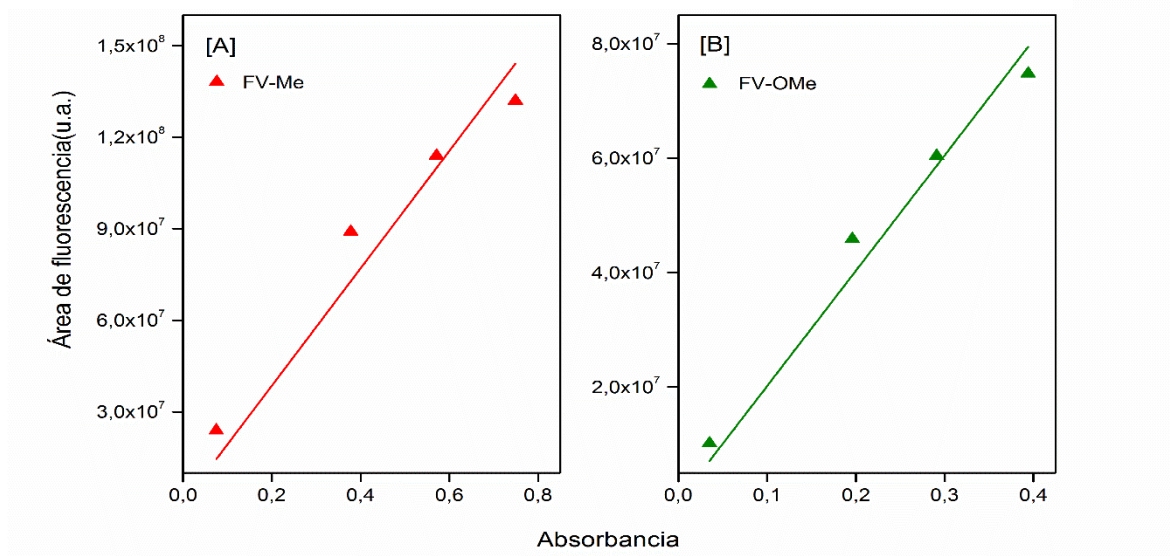 Área de fluorescencia(u.a.)
[A]
FV-Me
1,5x10⁸
1,2x10⁸
9,0x10⁷
6,0x10⁷
3,0x10⁷
0,0 0,2 0,4 0,6 0,8
[B]
FV-OMe
8,0x10⁷
6,0x10⁷
4,0x10⁷
2,0x10⁷
0,0 0,1 0,2 0,3 0,4
Absorbancia